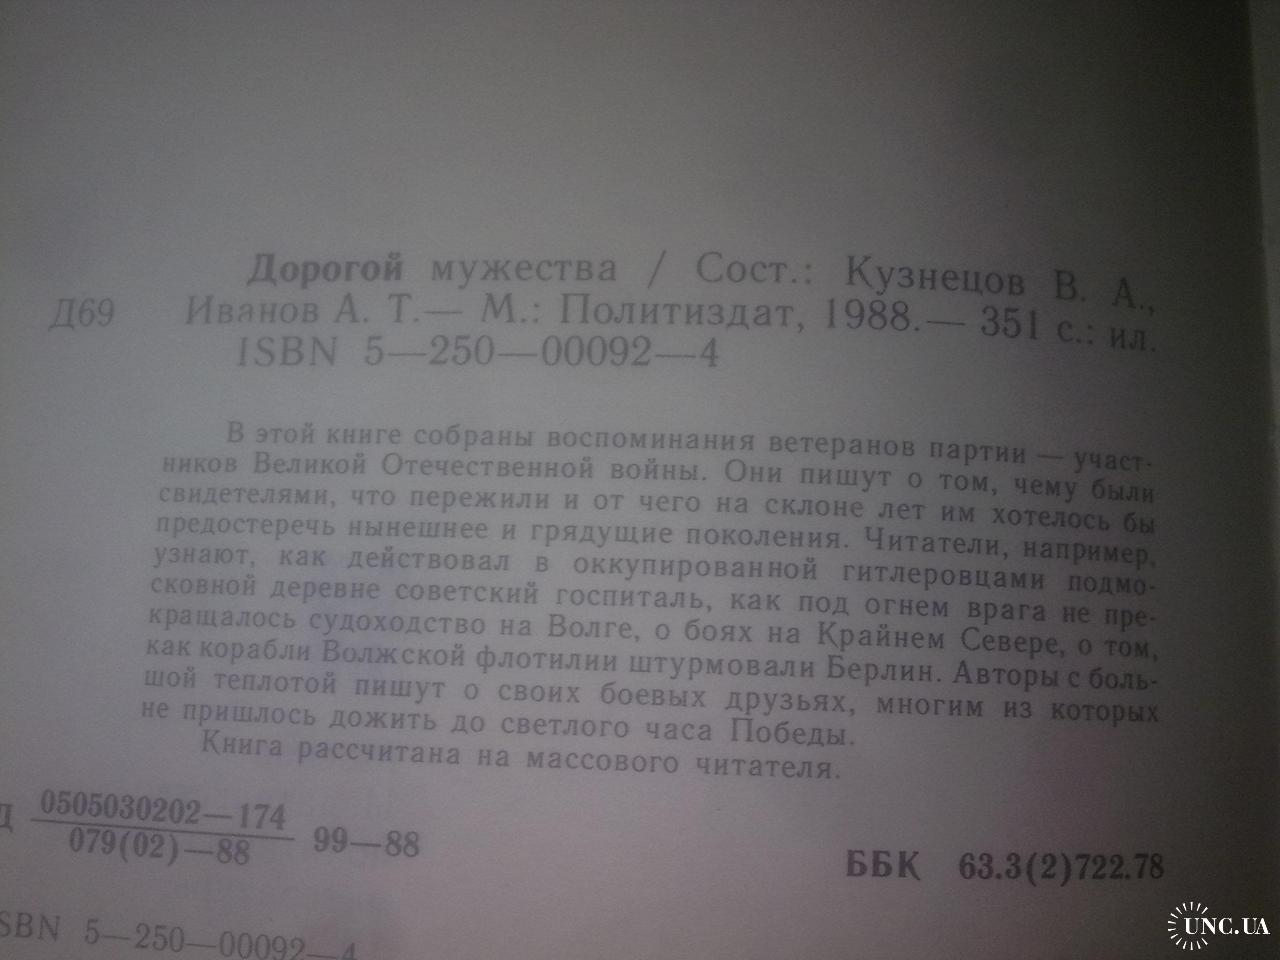 Дорогой мужества / Сост.: Кузнецов В. А.,
Д69 Иванов А. Т.— М.: Политиздат, 1988.— 351 с.: ил.
ISBN 5—250—00092—4
В этой книге собраны воспоминания ветеранов партии — участ-
ников Великой Отечественной войны. Они пишут о том, чему были
свидетелями, что пережили и от чего на склоне лет им хотелось бы
предостеречь нынешнее и грядущие поколения. Читатели, например,
узнают, как действовал в оккупированной гитлеровцами подмо-
сковной деревне советский госпиталь, как под огнем врага не пре-
кращалось судоходство на Волге, о боях на Крайнем Севере, о том,
как корабли Волжской флотилии штурмовали Берлин. Авторы с боль-
шой теплотой пишут о своих боевых друзьях, многим из которых
не пришлось дожить до светлого часа Победы.
Книга рассчитана на массового читателя.
Д 0505030202—174
079(02)—88
99—88
ББК 63.3(2)722.78
ISBN 5—250—00092—4
UNC.UA